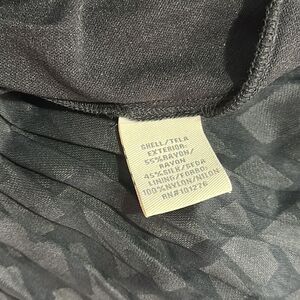 SHELL/TELA
EXTERIOR:
55%RAYON/
RAYON
45%SILK/SEDA
LINING/FORRO:
100%NYLON/NILON
RN#101276